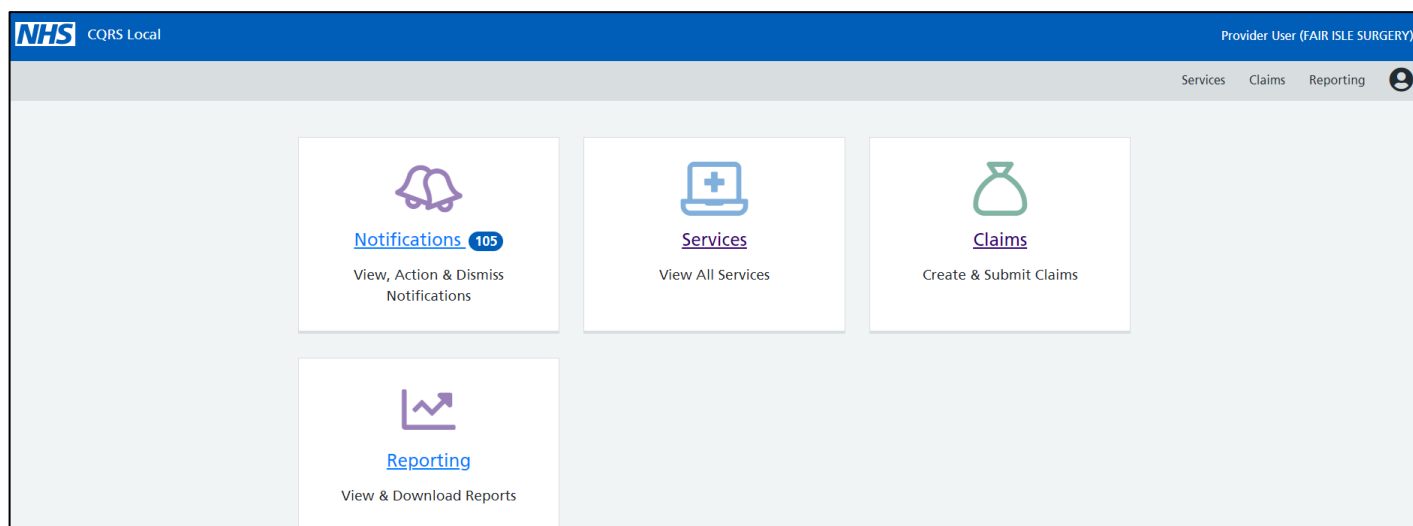 NHS CQRS Local
Provider User (FAIR ISLE SURGERY)
Services Claims Reporting
Notifications 105
View, Action & Dismiss
Notifications
Services
View All Services
Claims
Create & Submit Claims
Reporting
View & Download Reports